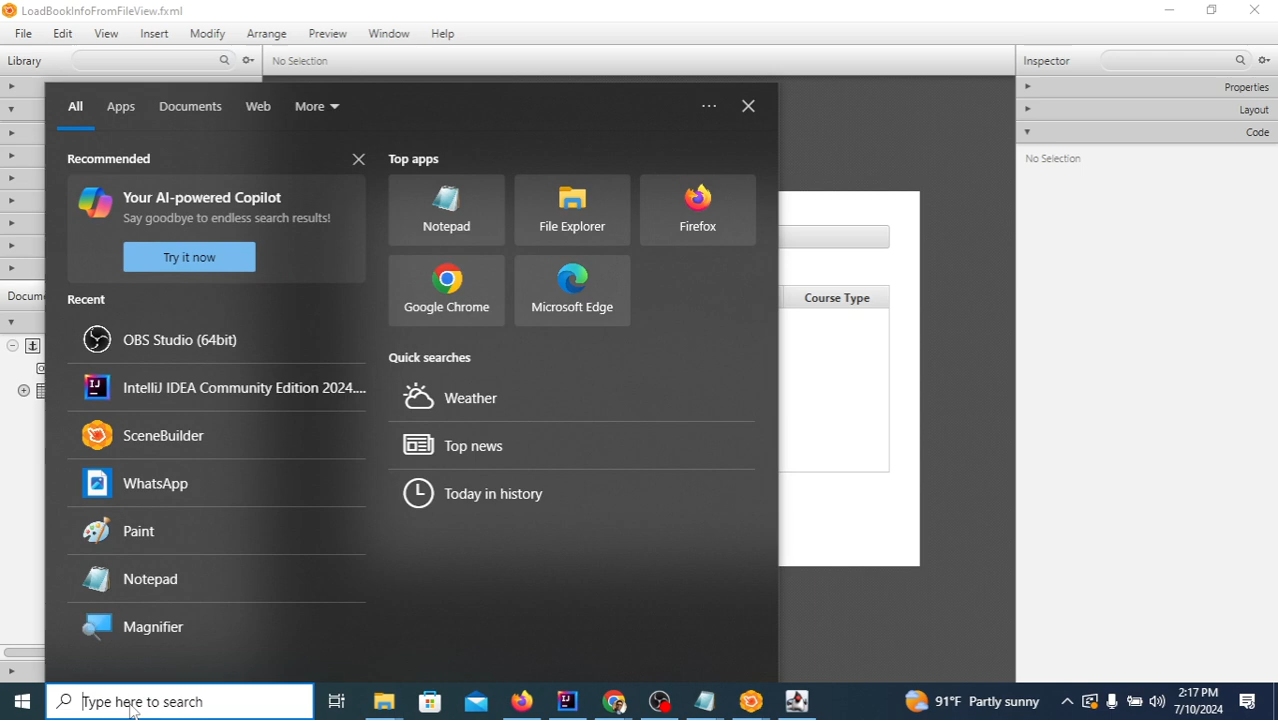 LoadBookInfoFromFileView.fxml
File Edit View Insert Modify Arrange Preview Window Help
Library
No Selection
Inspector
Properties
Layout
Code
No Selection
Docum
All Apps Documents Web More
Recommended
Your AI-powered Copilot
Say goodbye to endless search results!
Try it now
Recent
OBS Studio (64bit)
IntelliJ IDEA Community Edition 2024....
SceneBuilder
WhatsApp
Paint
Notepad
Magnifier
Top apps
Notepad
File Explorer
Firefox
Google Chrome
Microsoft Edge
Quick searches
Weather
Top news
Today in history
Course Type
Type here to search
91°F Partly sunny
2:17 PM
7/10/2024